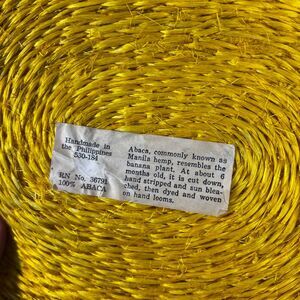 Handmade in
the Philippines
530-184
RN No. 36791
100% ABACA
Abaca, commonly known as
Manila hemp, resembles the
banana plant. At about 6
months old, it is cut down,
hand stripped and sun blea-
ched, then dyed and woven
on hand looms.